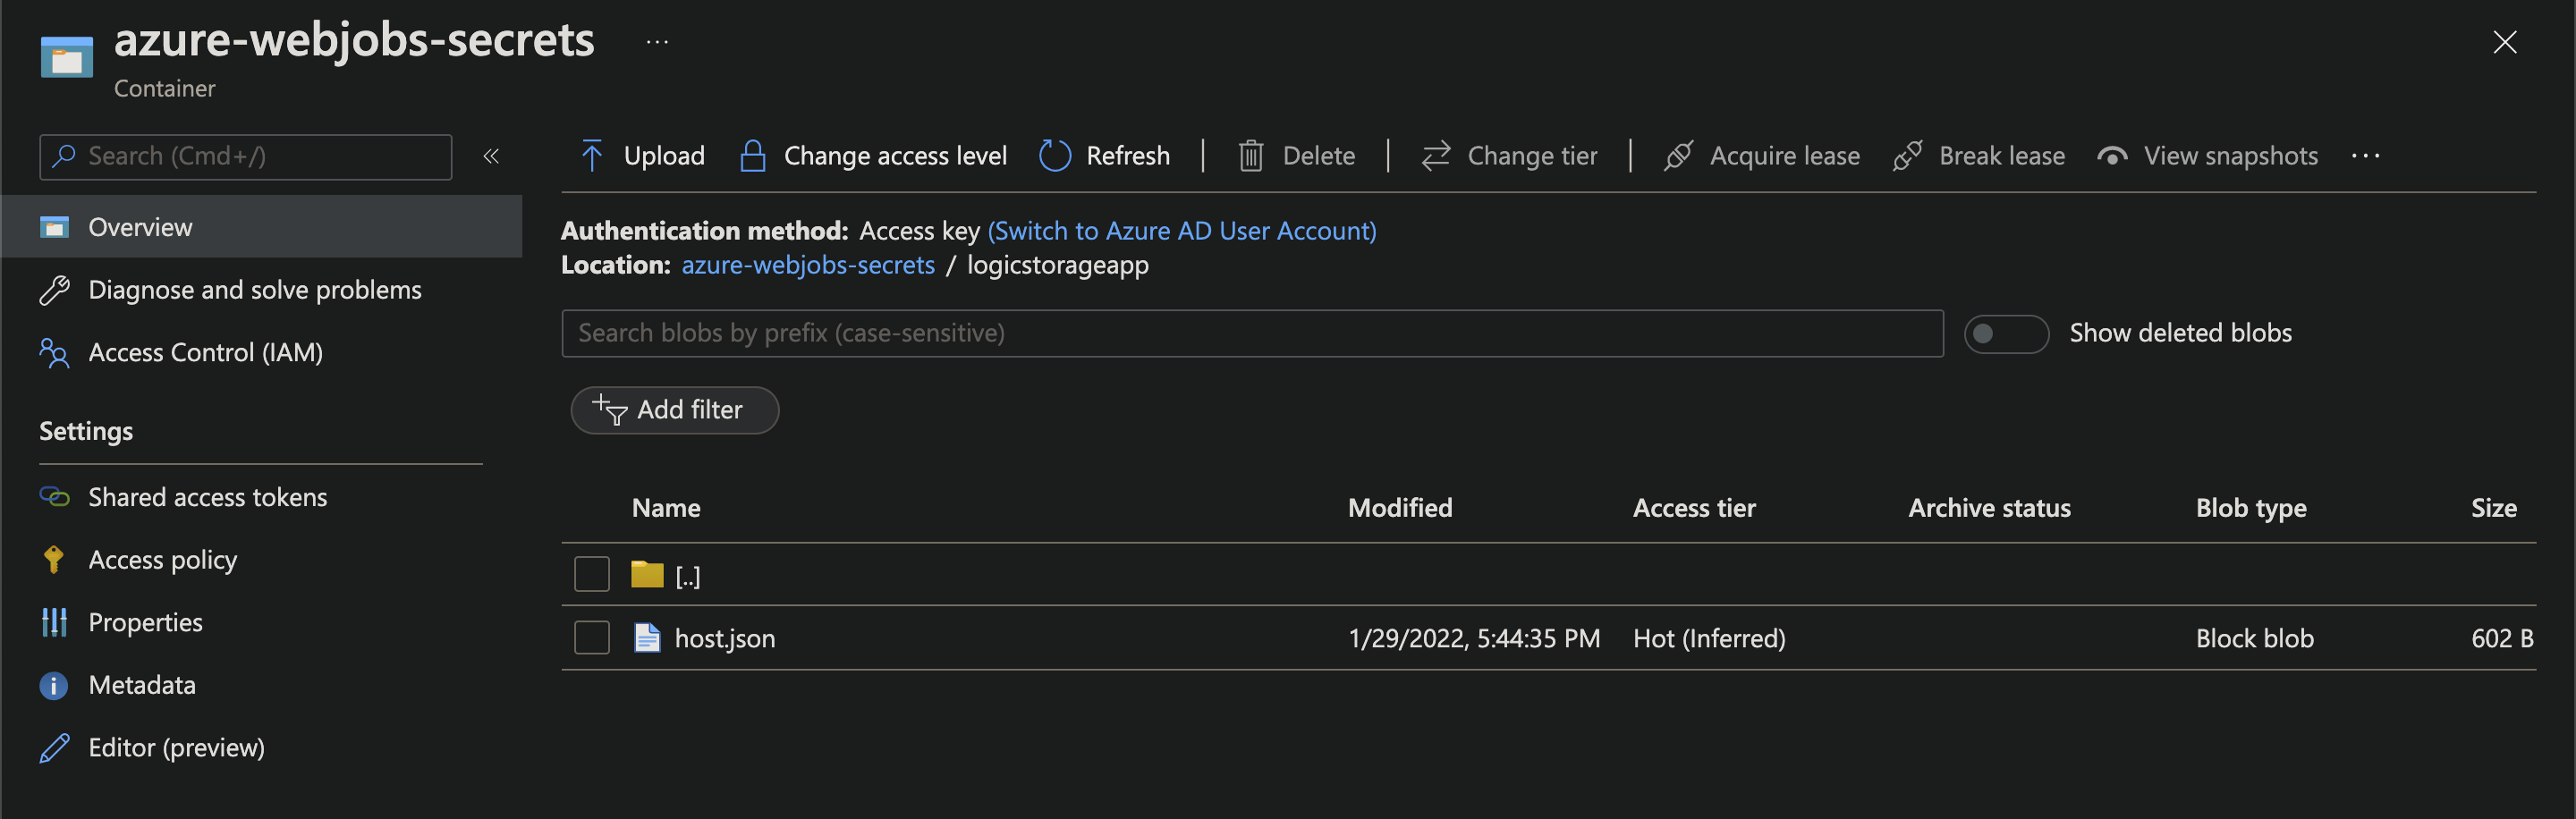 azure-webjobs-secrets ...
Container
Search (Cmd+/) «
Overview
Diagnose and solve problems
Access Control (IAM)
Settings
Shared access tokens
Access policy
Properties
Metadata
Editor (preview)
Upload Change access level Refresh | Delete | Change tier | Acquire lease Break lease View snapshots ...
Authentication method: Access key (Switch to Azure AD User Account)
Location: azure-webjobs-secrets / logicstorageapp
Search blobs by prefix (case-sensitive) Show deleted blobs
Add filter
Name Modified Access tier Archive status Blob type Size
[..]
host.json 1/29/2022, 5:44:35 PM Hot (Inferred) Block blob 602 B